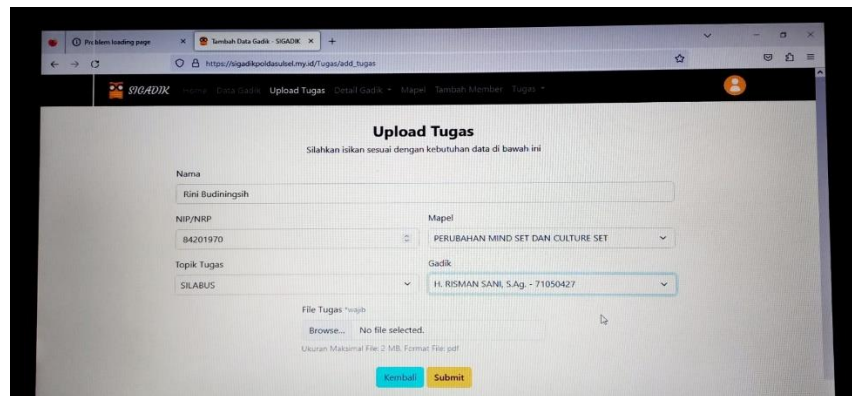 Problem loading page
Tambah Data Gadik - SIGADIK
https://sigadikpoldasulsel.my.id/Tugas/add_tugas
SIGADIK Home Data Gadik Upload Tugas Detail Gadik Mapel Tambah Member Tugas
Upload Tugas
Silahkan isikan sesuai dengan kebutuhan data di bawah ini
Nama
Rini Budiningsih
NIP/NRP Mapel
84201970 PERUBAHAN MIND SET DAN CULTURE SET
Topik Tugas Gadik
SILABUS H. RISMAN SANI, S.Ag. - 71050427
File Tugas *wajib
Browse... No file selected.
Ukuran Maksimal File: 2 MB, Format File: pdf
Kembali Submit